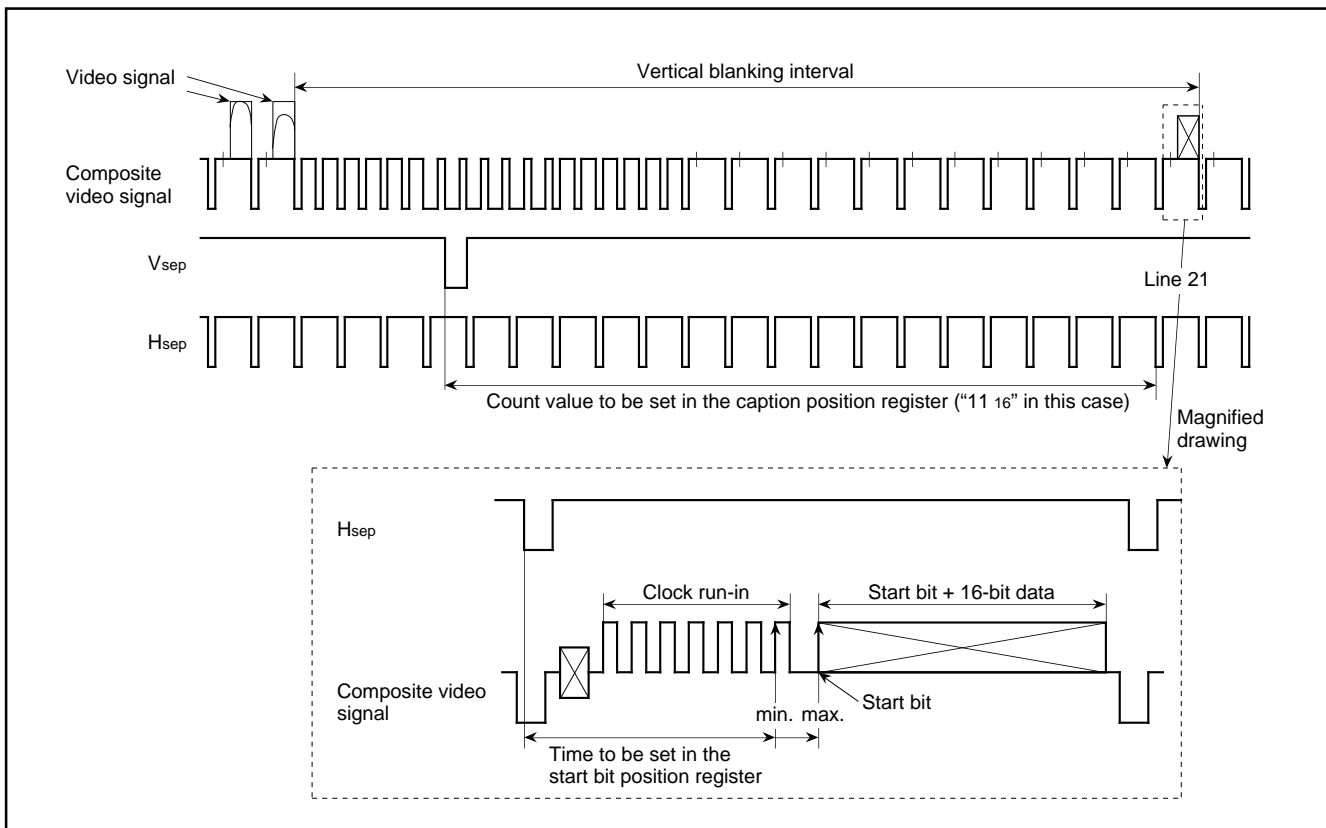 Video signal
Vertical blanking interval
Composite
video signal
Vsep
Line 21
Hsep
Count value to be set in the caption position register (“11 16” in this case)
Magnified
drawing
Hsep
Clock run-in
Start bit + 16-bit data
Composite video
signal
min. max.
Start bit
Time to be set in the
start bit position register